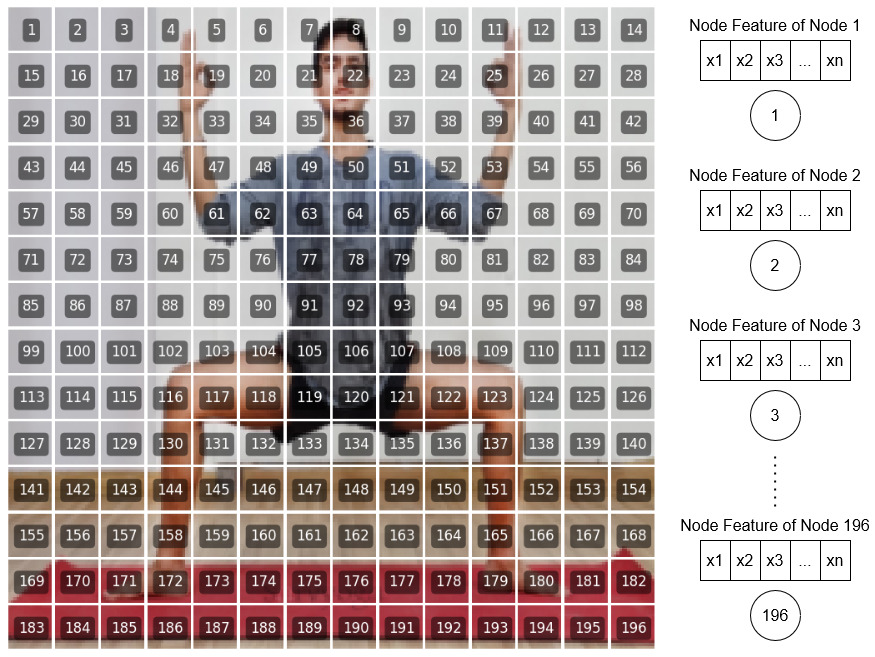 1 2 3 4 5 6 7 8 9 10 11 12 13 14
15 16 17 18 19 20 21 22 23 24 25 26 27 28
29 30 31 32 33 34 35 36 37 38 39 40 41 42
43 44 45 46 47 48 49 50 51 52 53 54 55 56
57 58 59 60 61 62 63 64 65 66 67 68 69 70
71 72 73 74 75 76 77 78 79 80 81 82 83 84
85 86 87 88 89 90 91 92 93 94 95 96 97 98
99 100 101 102 103 104 105 106 107 108 109 110 111 112
113 114 115 116 117 118 119 120 121 122 123 124 125 126
127 128 129 130 131 132 133 134 135 136 137 138 139 140
141 142 143 144 145 146 147 148 149 150 151 152 153 154
155 156 157 158 159 160 161 162 163 164 165 166 167 168
169 170 171 172 173 174 175 176 177 178 179 180 181 182
183 184 185 186 187 188 189 190 191 192 193 194 195 196
Node Feature of Node 1
x1 x2 x3 ... xn
1
Node Feature of Node 2
x1 x2 x3 ... xn
2
Node Feature of Node 3
x1 x2 x3 ... xn
3
Node Feature of Node 196
x1 x2 x3 ... xn
196